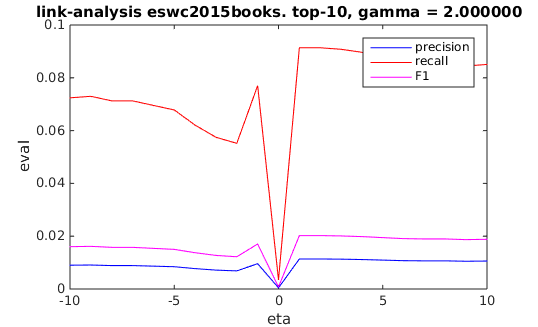 link-analysis eswc2015books. top-10, gamma = 2.000000
0.1
0.08
0.06
0.04
0.02
0
eval
precision
recall
F1
-10
-5
0
5
10
eta